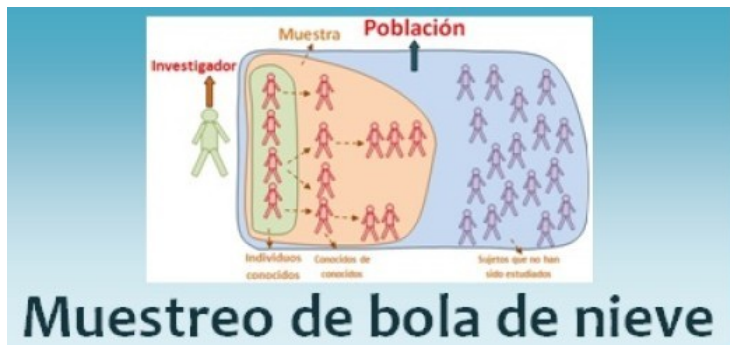 Población
Muestra
Investigador
Individuos
conocidos
Conocidos de
conocidos
Sujetos que no han
sido estudiados
Muestreo de bola de nieve